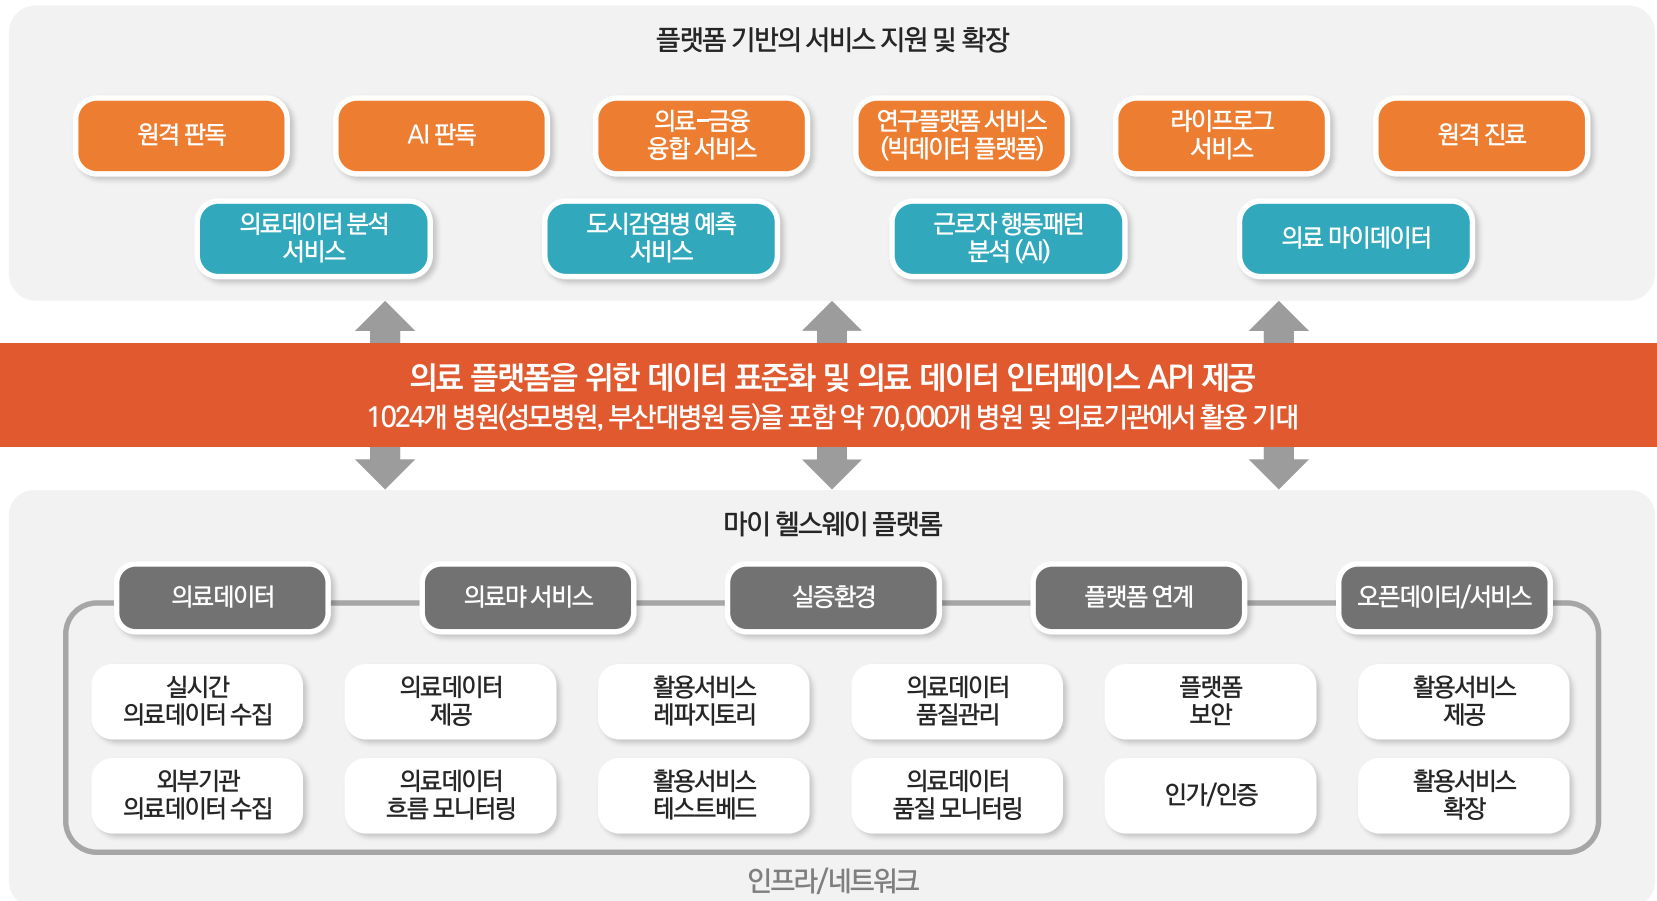 플랫폼 기반의 서비스 지원 및 확장
원격 판독
AI 판독
의료-금융
융합 서비스
연구플랫폼 서비스
(빅데이터 플랫폼)
라이프로그
서비스
원격 진료
의료데이터 분석
서비스
도시감염병 예측
서비스
근로자 행동패턴
분석 (AI)
의료 마이데이터
의료 플랫폼을 위한 데이터 표준화 및 의료 데이터 인터페이스 API 제공
1024개 병원(성모병원, 부산대병원 등)을 포함 약 70,000개 병원 및 의료기관에서 활용 기대
마이 헬스웨이 플랫롬
의료데이터
의료먀 서비스
실증환경
플랫폼 연계
오픈데이터/서비스
실시간
의료데이터 수집
의료데이터
제공
활용서비스
레파지토리
의료데이터
품질관리
플랫폼
보안
활용서비스
제공
외부기관
의료데이터 수집
의료데이터
흐름 모니터링
활용서비스
테스트베드
의료데이터
품질 모니터링
인가/인증
활용서비스
확장
인프라/네트워크